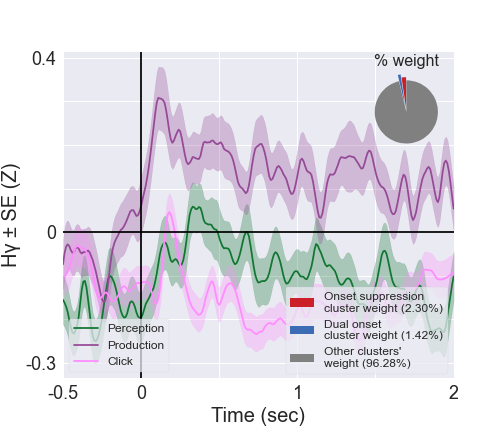 % weight
0.4
0
-0.3
Hγ ± SE (Z)
Perception
Production
Click
Onset suppression
cluster weight (2.30%)
Dual onset
cluster weight (1.42%)
Other clusters'
weight (96.28%)
-0.5
0
1
2
Time (sec)